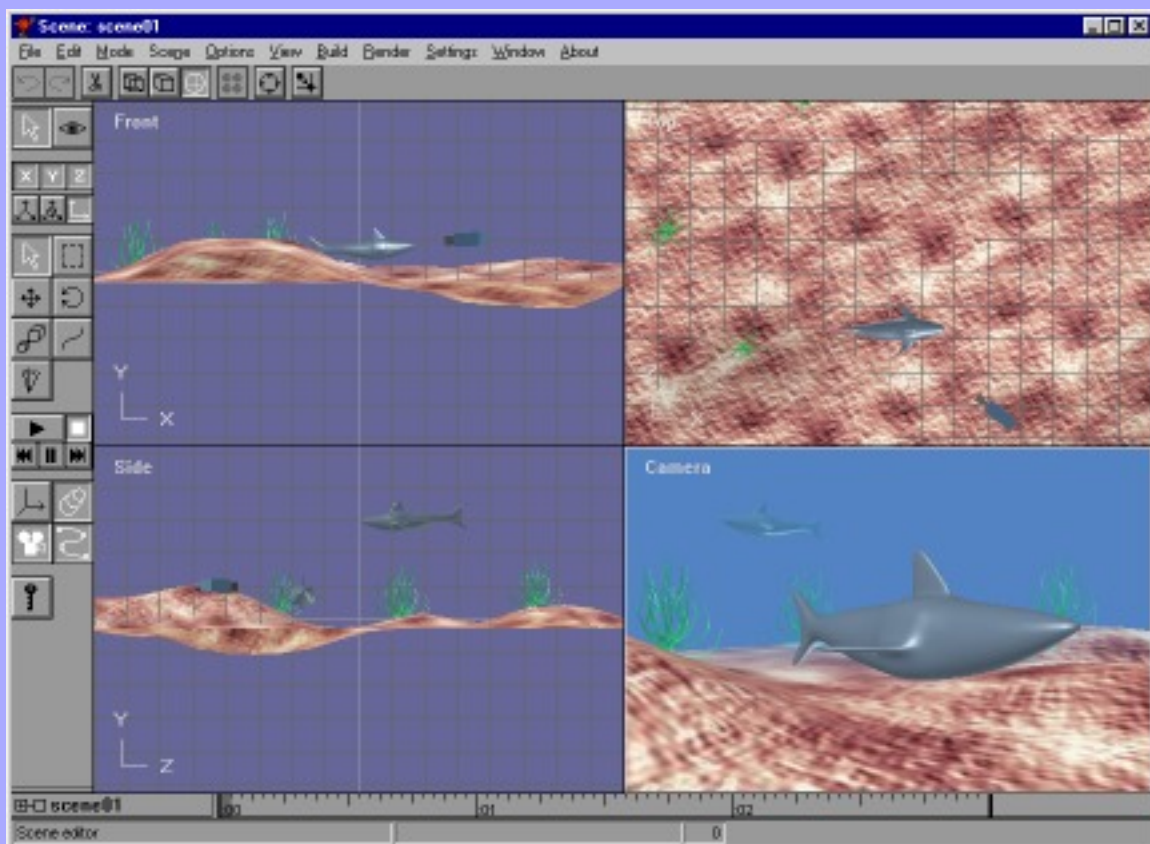 Scene: scene01
File Edit Mode Scege Options View Build Render Settings Window About
X Y Z
Front
Y
X
Side
Y
Z
Camera
scene01
00
01
02
Scene editor
0